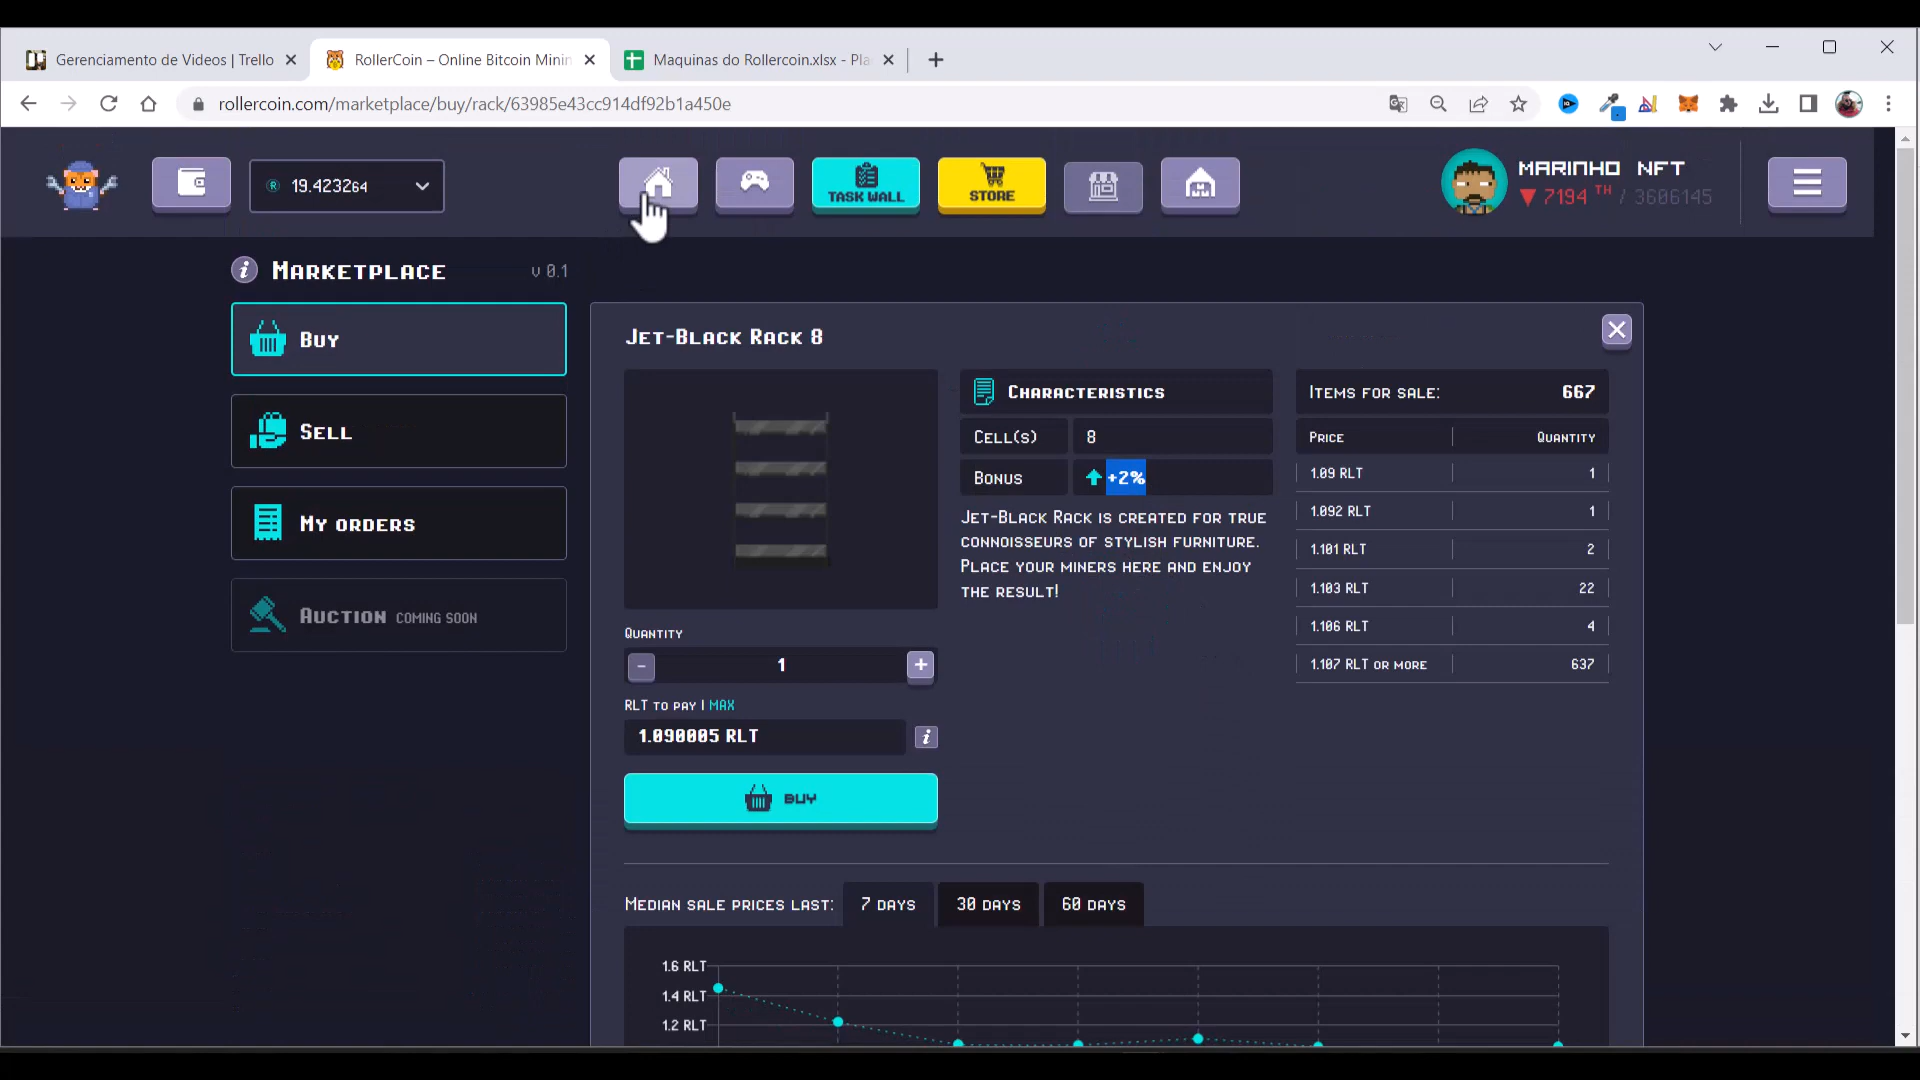 Gerenciamento de Videos | Trello
RollerCoin – Online Bitcoin Minin
Maquinas do Rollercoin.xlsx - Pla
rollercoin.com/marketplace/buy/rack/63985e43cc914df92b1a450e
19.423264
TASK WALL
STORE
MARINHO NFT
7194 TH / 3606145
MARKETPLACE
V 0.1
BUY
SELL
MY ORDERS
AUCTION COMING SOON
JET-BLACK RACK 8
CHARACTERISTICS
CELL(S)
8
BONUS
+2%
JET-BLACK RACK IS CREATED FOR TRUE
CONNOISSEURS OF STYLISH FURNITURE.
PLACE YOUR MINERS HERE AND ENJOY
THE RESULT!
ITEMS FOR SALE:
667
PRICE
QUANTITY
1.09 RLT
1
1.092 RLT
1
1.101 RLT
2
1.103 RLT
22
1.106 RLT
4
1.107 RLT OR MORE
637
QUANTITY
-
1
+
RLT TO PAY | MAX
1.090005 RLT
BUY
MEDIAN SALE PRICES LAST:
7 DAYS
30 DAYS
60 DAYS
1.6 RLT
1.4 RLT
1.2 RLT